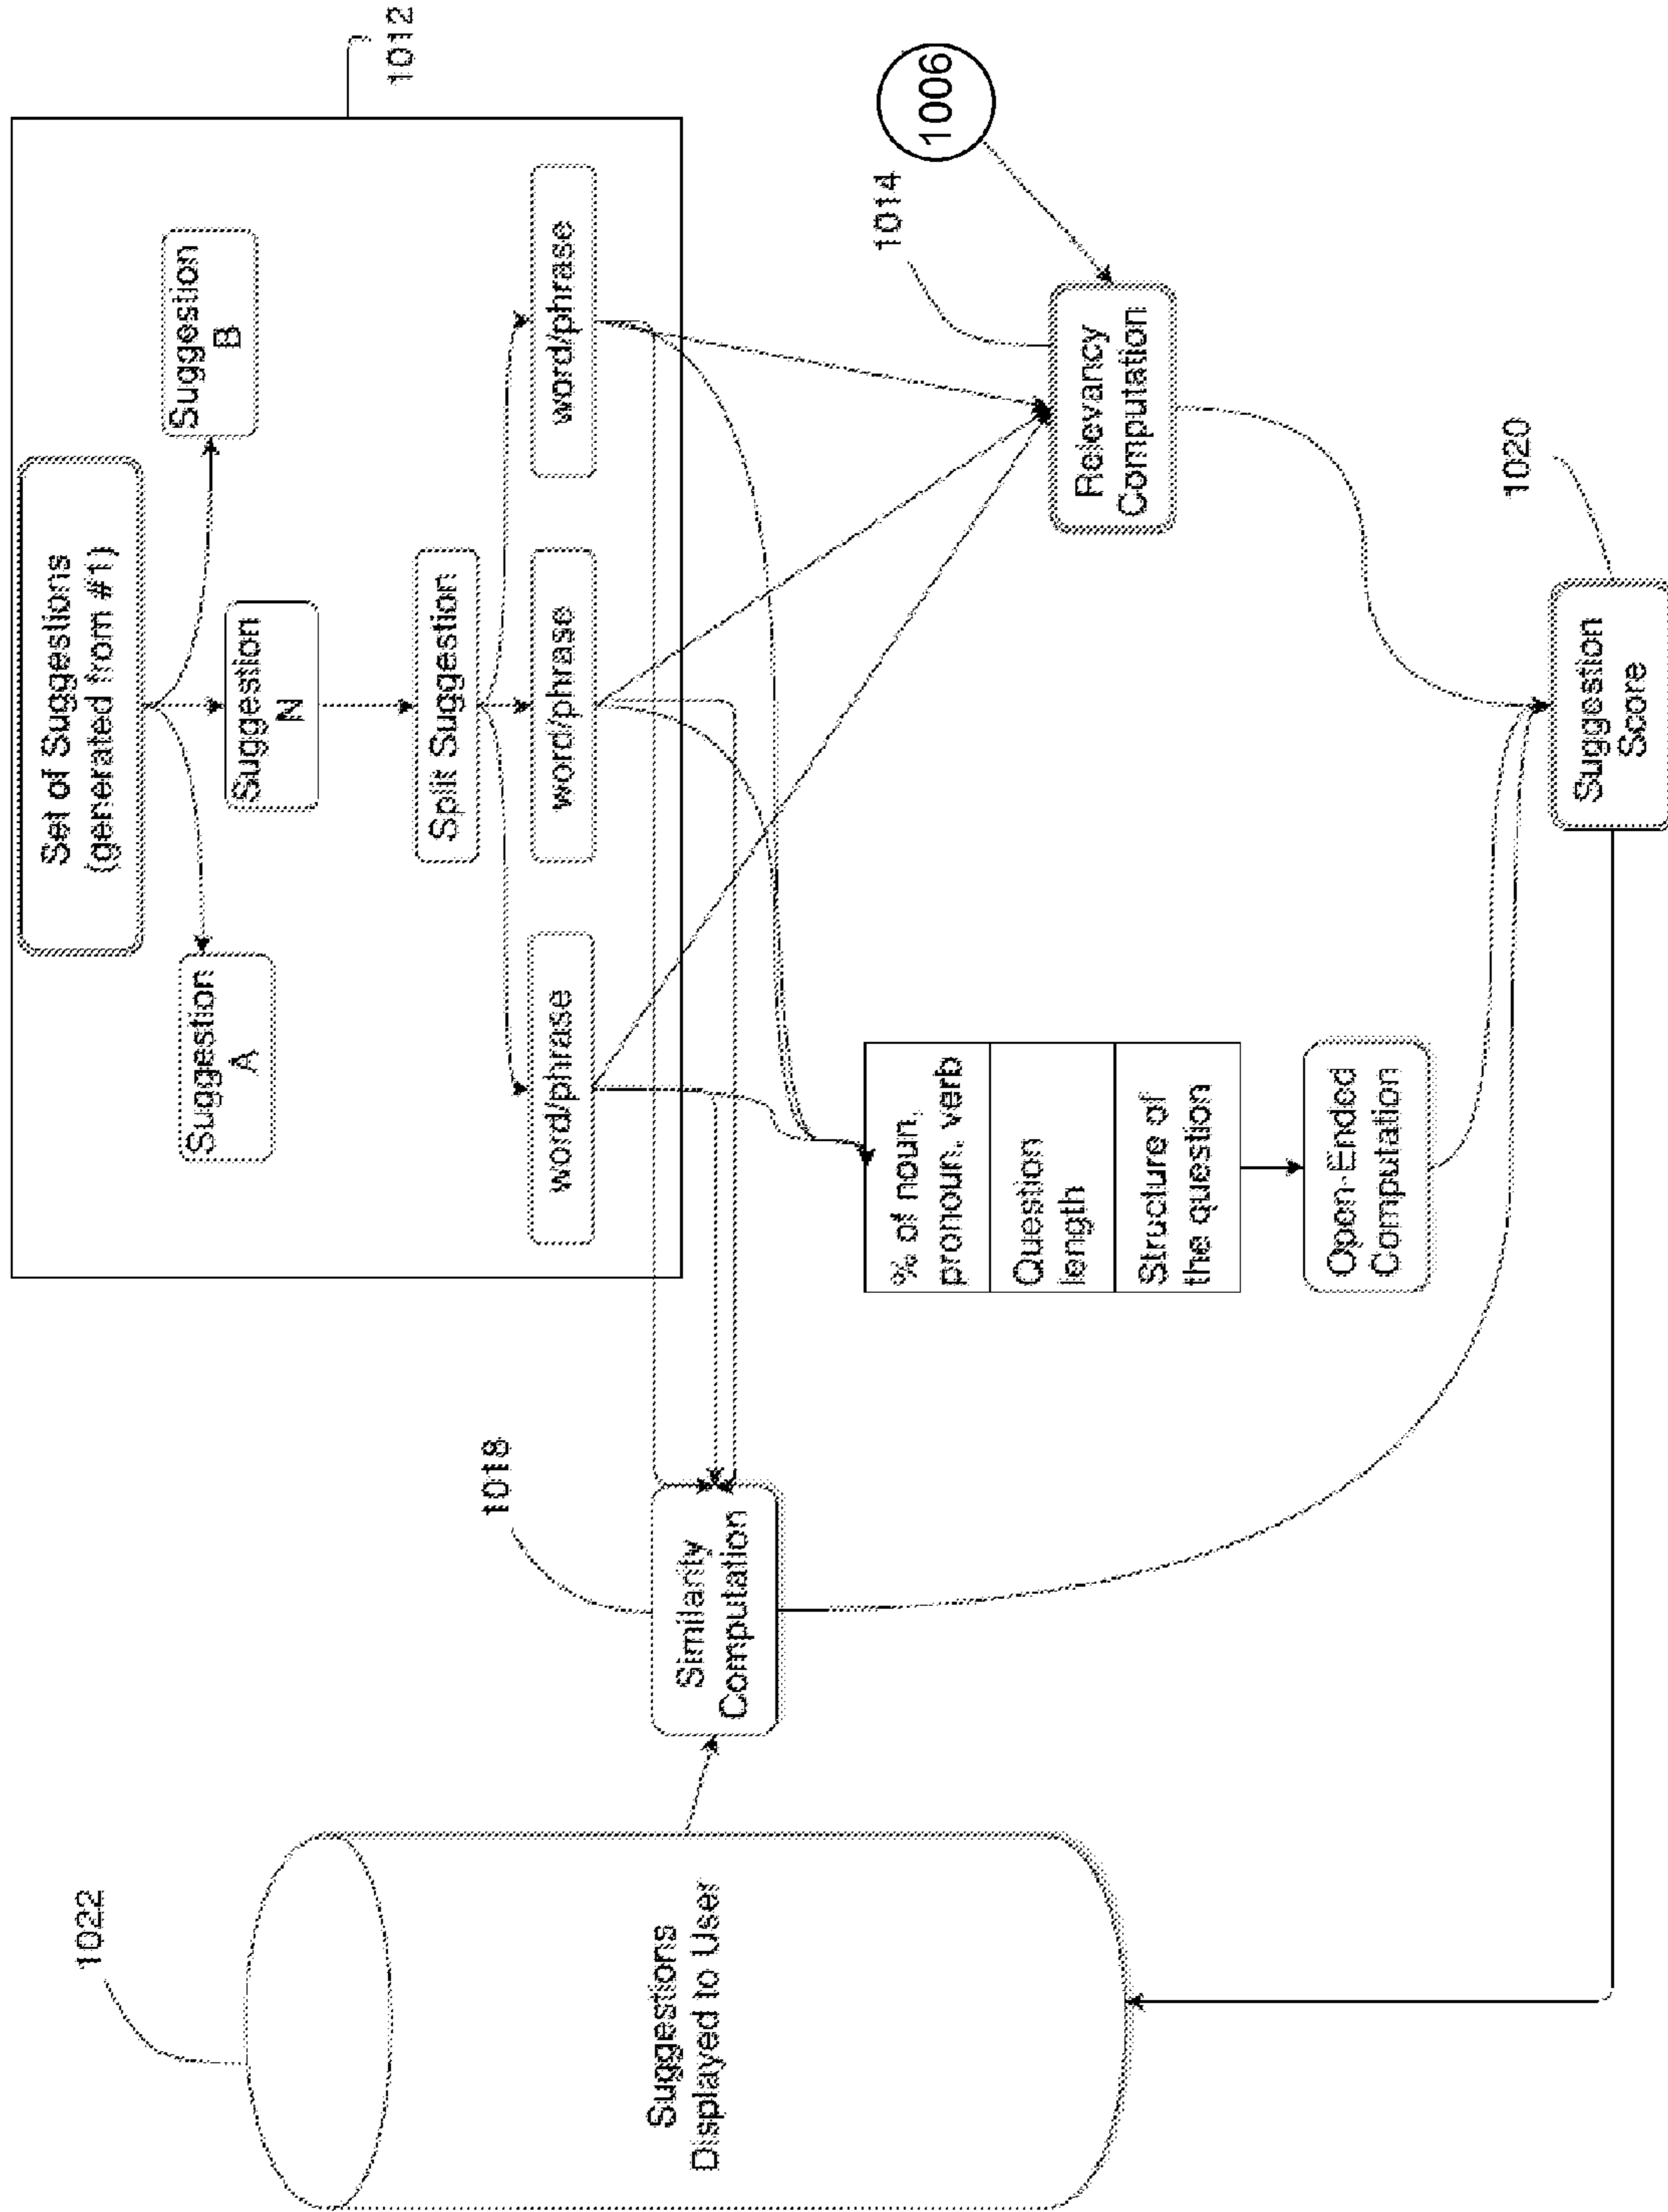 1012
Set of Suggestions
(generated from #1)
Suggestion
A
Suggestion
N
Suggestion
B
Split Suggestion
word/phrase
word/phrase
word/phrase
1022
Suggestions
Displayed to User
1018
Similarity
Computation
% of noun,
pronoun, verb
Question
length
Structure of
the question
Open-Ended
Computation
1014
1006
Relevancy
Computation
1020
Suggestion
Score